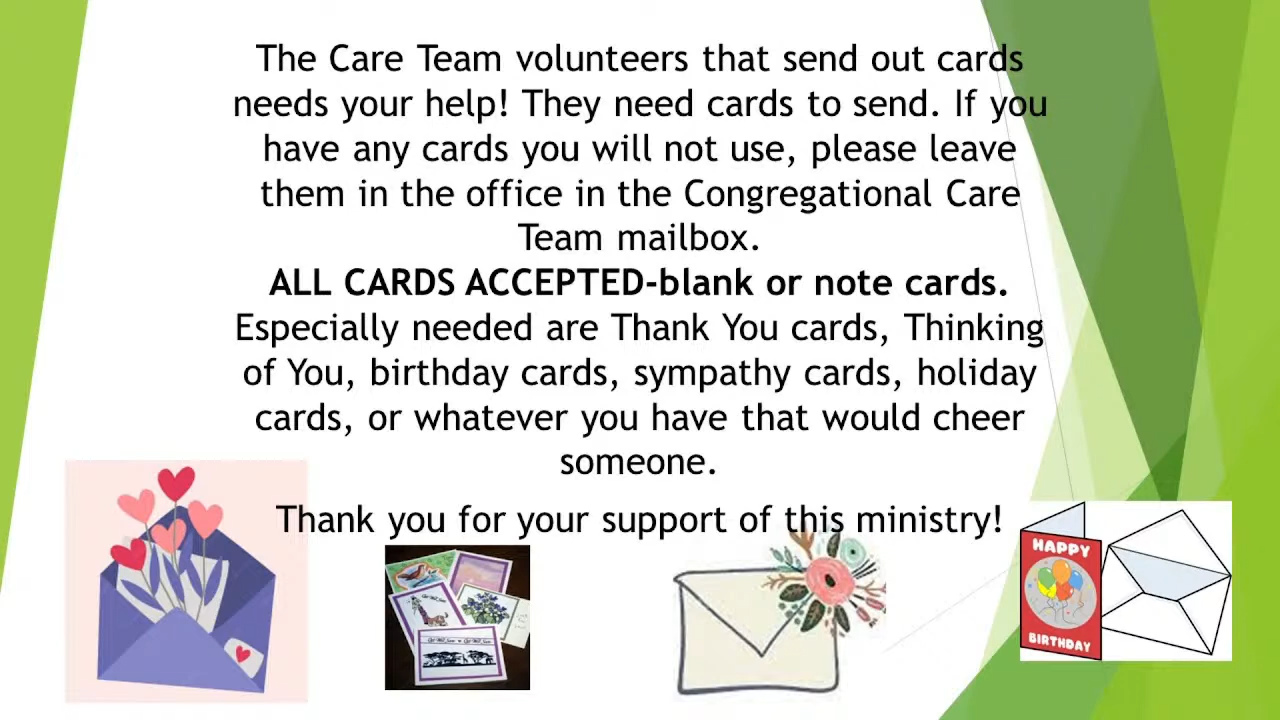 The Care Team volunteers that send out cards
needs your help! They need cards to send. If you
have any cards you will not use, please leave
them in the office in the Congregational Care
Team mailbox.
ALL CARDS ACCEPTED-blank or note cards.
Especially needed are Thank You cards, Thinking
of You, birthday cards, sympathy cards, holiday
cards, or whatever you have that would cheer
someone.
Thank you for your support of this ministry!
HAPPY
BIRTHDAY